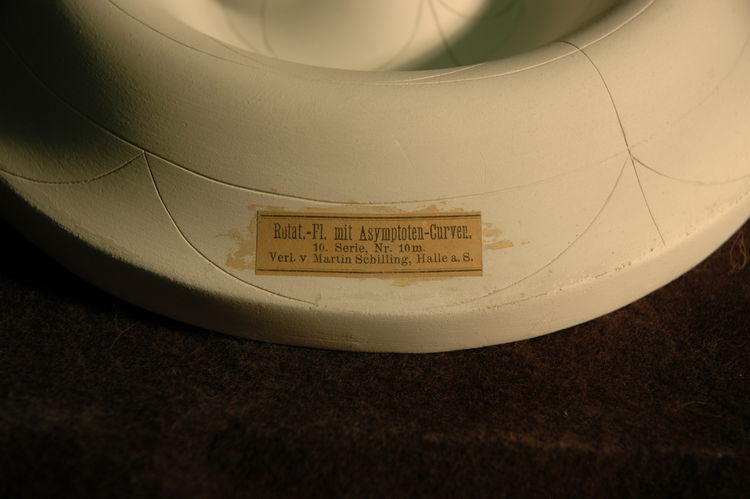 Rotat.-Fl. mit Asymptoten-Curven.
10. Serie, Nr. 10m.
Verl. v Martin Schilling, Halle a. S.